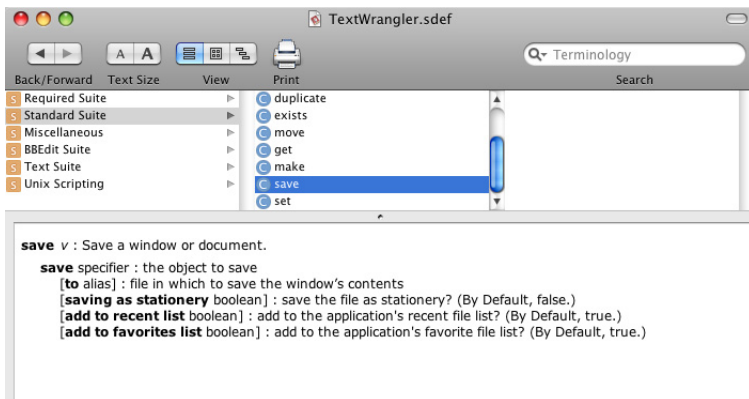 TextWrangler.sdef
A A
Q Terminology
Back/Forward Text Size View Print Search
S Required Suite
S Standard Suite
S Miscellaneous
S BBEdit Suite
S Text Suite
S Unix Scripting
C duplicate
C exists
C move
C get
C make
C save
C set
save v : Save a window or document.
save specifier : the object to save
[to alias] : file in which to save the window's contents
[saving as stationery boolean] : save the file as stationery? (By Default, false.)
[add to recent list boolean] : add to the application's recent file list? (By Default, true.)
[add to favorites list boolean] : add to the application's favorite file list? (By Default, true.)